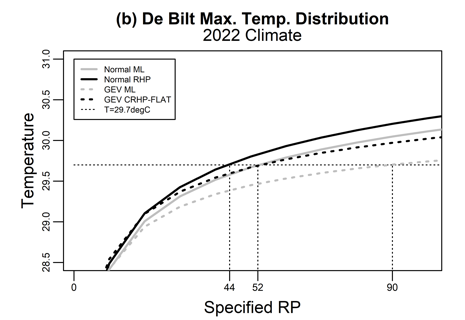 (b) De Bilt Max. Temp. Distribution
2022 Climate
Normal ML
Normal RHP
GEV ML
GEV CRHP-FLAT
T=29.7degC
Temperature
31.0
30.5
30.0
29.5
29.0
28.5
0
44
52
90
Specified RP